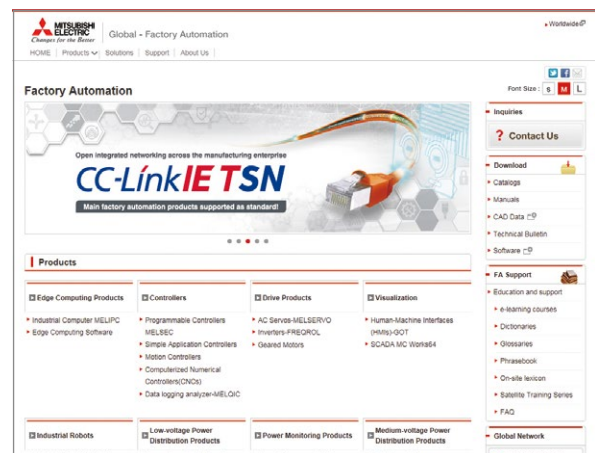 MITSUBISHI
ELECTRIC
Changes for the Better
Global - Factory Automation
Worldwide
HOME Products Solutions Support About Us
Font Size : S M L
Factory Automation
Open integrated networking across the manufacturing enterprise
CC-Link IE TSN
Main factory automation products supported as standard!
Products
Edge Computing Products
Industrial Computer MELIPC
Edge Computing Software
Controllers
Programmable Controllers
MELSEC
Simple Application Controllers
Motion Controllers
Computerized Numerical
Controllers(CNCs)
Data logging analyzer-MELQIC
Drive Products
AC Servos-MELSERVO
Inverters-FREQROL
Geared Motors
Visualization
Human-Machine Interfaces
(HMIs)-GOT
SCADA MC Works64
Industrial Robots
Low-voltage Power
Distribution Products
Power Monitoring Products
Medium-voltage Power
Distribution Products
Inquiries
? Contact Us
Download
Catalogs
Manuals
CAD Data
Technical Bulletin
Software
FA Support
Education and support
e-learning courses
Dictionaries
Glossaries
Phrasebook
On-site lexicon
Satellite Training Series
FAQ
Global Network